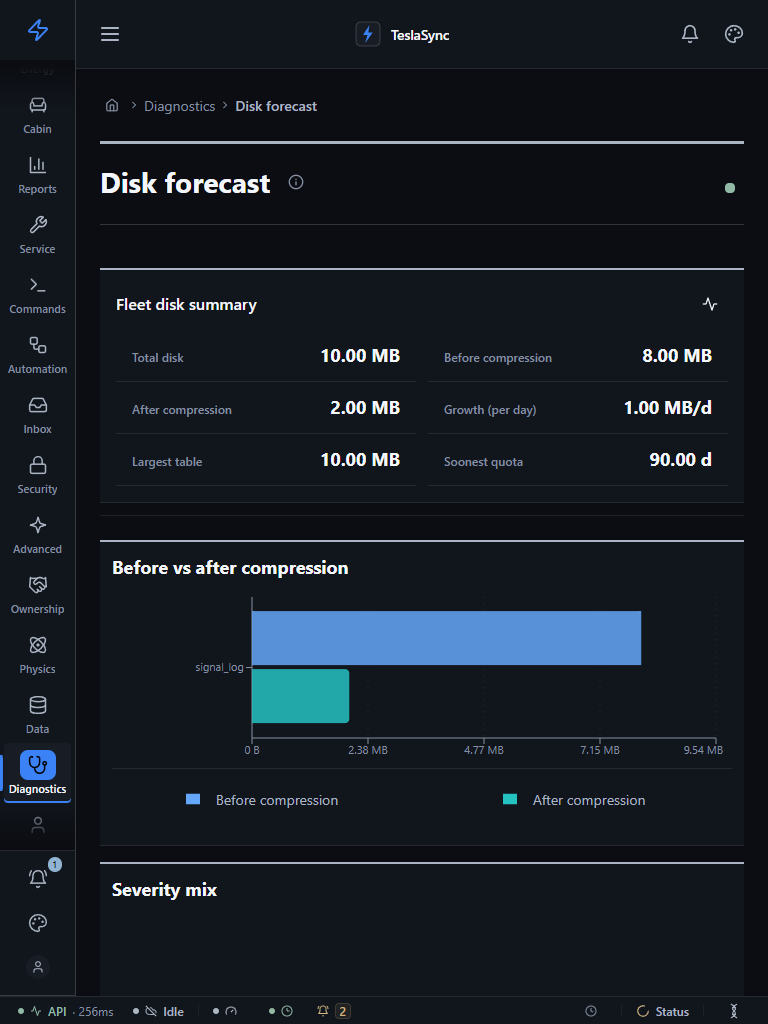 TeslaSync
Energy
Cabin
Reports
Service
Commands
Automation
Inbox
Security
Advanced
Ownership
Physics
Data
Diagnostics
1
Diagnostics
Disk forecast
Disk forecast
Fleet disk summary
Total disk
10.00 MB
Before compression
8.00 MB
After compression
2.00 MB
Growth (per day)
1.00 MB/d
Largest table
10.00 MB
Soonest quota
90.00 d
Before vs after compression
signal_log
0 B
2.38 MB
4.77 MB
7.15 MB
9.54 MB
Before compression
After compression
Severity mix
API · 256ms
Idle
2
Status